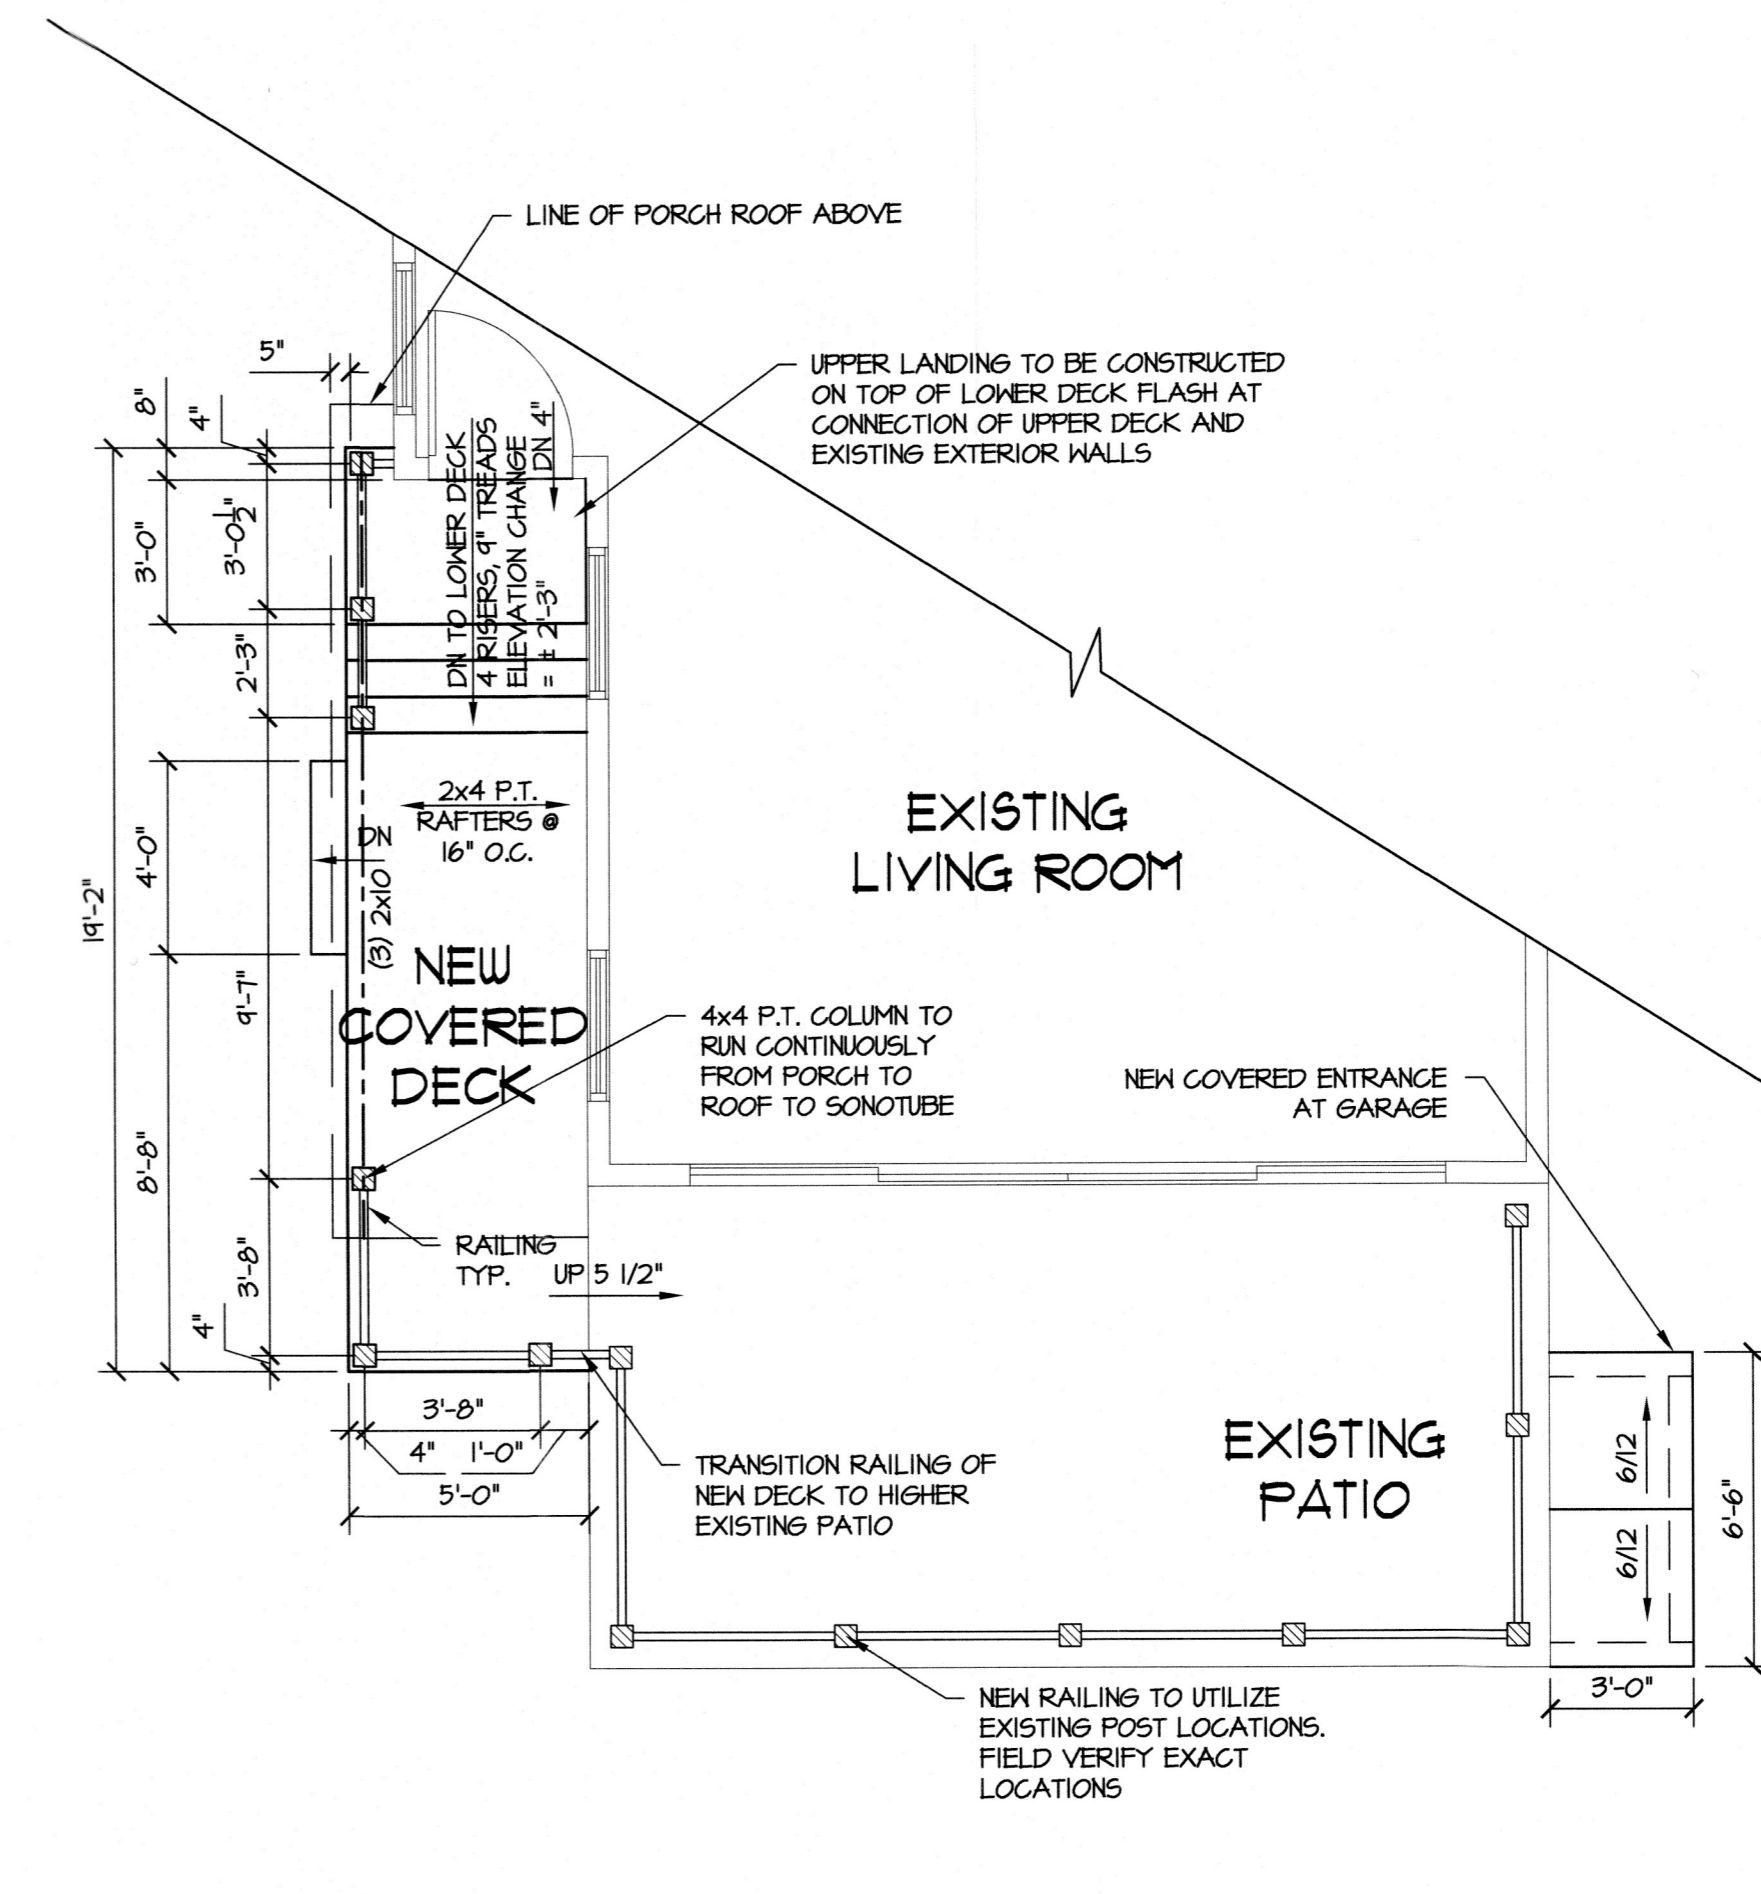 LINE OF PORCH ROOF ABOVE
UPPER LANDING TO BE CONSTRUCTED
ON TOP OF LOWER DECK FLASH AT
CONNECTION OF UPPER DECK AND
EXISTING EXTERIOR WALLS
5"
8"
4"
3'-0"
3'-0 1/2"
2'-3"
19'-2"
4'-0"
9'-7"
8'-8"
3'-8"
4"
DN TO LOWER DECK
4 RISERS, 9" TREADS
ELEVATION CHANGE
= ± 2'-3"
DN 4"
2x4 P.T.
RAFTERS @
16" O.C.
DN
(3) 2x10
NEW
COVERED
DECK
EXISTING
LIVING ROOM
4x4 P.T. COLUMN TO
RUN CONTINUOUSLY
FROM PORCH TO
ROOF TO SONOTUBE
NEW COVERED ENTRANCE
AT GARAGE
RAILING
TYP.
UP 5 1/2"
3'-8"
4"
1'-0"
5'-0"
TRANSITION RAILING OF
NEW DECK TO HIGHER
EXISTING PATIO
EXISTING
PATIO
6/12
6/12
6'-6"
3'-0"
NEW RAILING TO UTILIZE
EXISTING POST LOCATIONS.
FIELD VERIFY EXACT
LOCATIONS